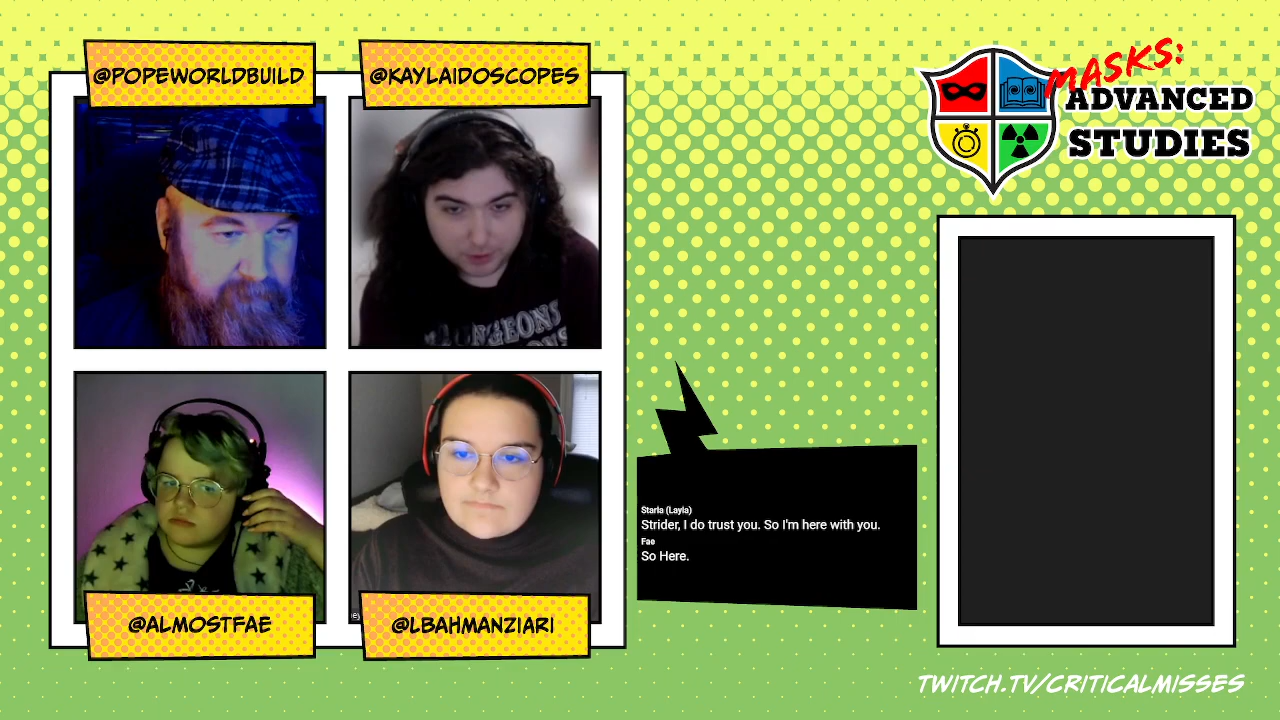 @POPEWORLDBUILD
@KAYLAIDOSCOPES
MASKS:
ADVANCED
STUDIES
DUNGEONS
Starla (Layla)
Strider, I do trust you. So I'm here with you.
Fae
So Here.
@ALMOSTFAE
@LBAHMANZIARI
TWITCH.TV/CRITICALMISSES